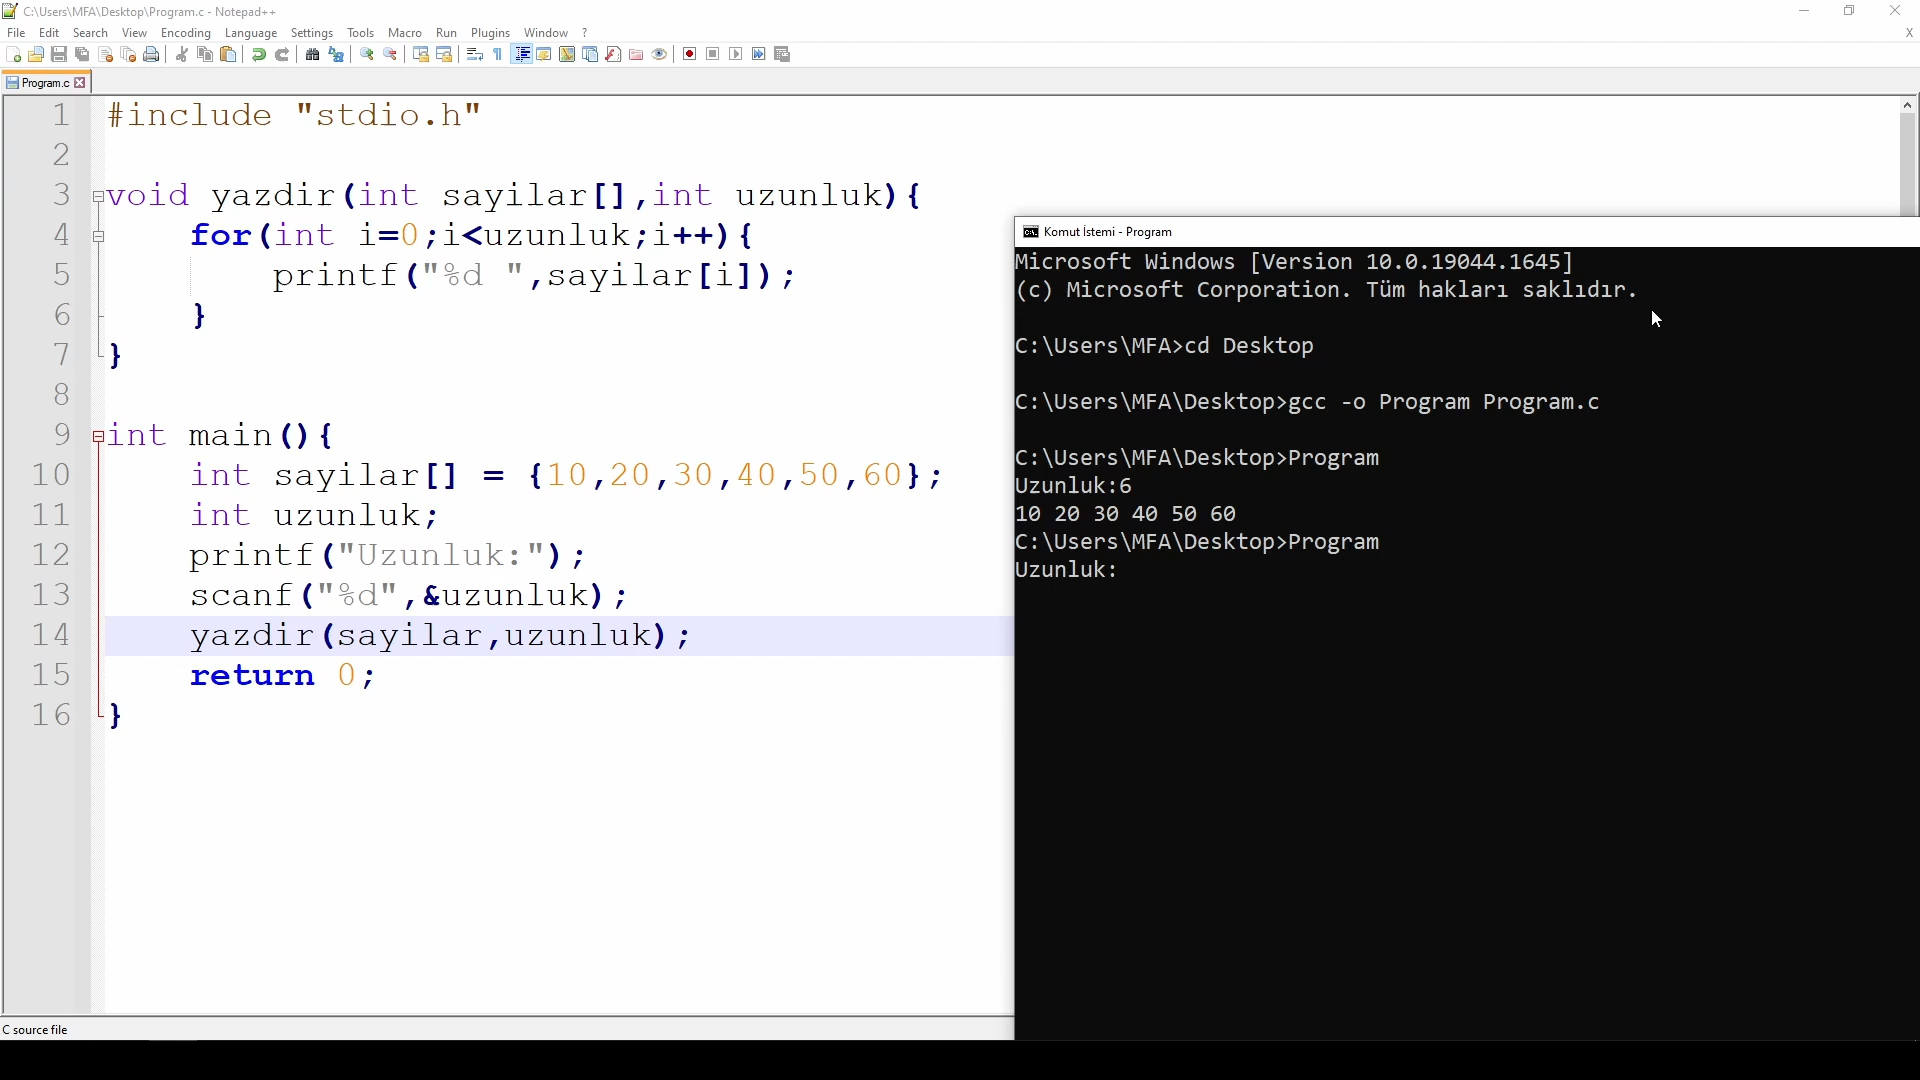 C:\Users\MFA\Desktop\Program.c - Notepad++
File Edit Search View Encoding Language Settings Tools Macro Run Plugins Window ?
X
Program.c
1 #include "stdio.h"
2
3 void yazdir(int sayilar[],int uzunluk){
4 for(int i=0;i<uzunluk;i++){
5 printf("%d ",sayilar[i]);
6 }
7 }
8
9 int main(){
10 int sayilar[] = {10,20,30,40,50,60};
11 int uzunluk;
12 printf("Uzunluk:");
13 scanf("%d",&uzunluk);
14 yazdir(sayilar,uzunluk);
15 return 0;
16 }
C source file
Komut İstemi - Program
Microsoft Windows [Version 10.0.19044.1645]
(c) Microsoft Corporation. Tüm hakları saklıdır.
C:\Users\MFA>cd Desktop
C:\Users\MFA\Desktop>gcc -o Program Program.c
C:\Users\MFA\Desktop>Program
Uzunluk:6
10 20 30 40 50 60
C:\Users\MFA\Desktop>Program
Uzunluk: